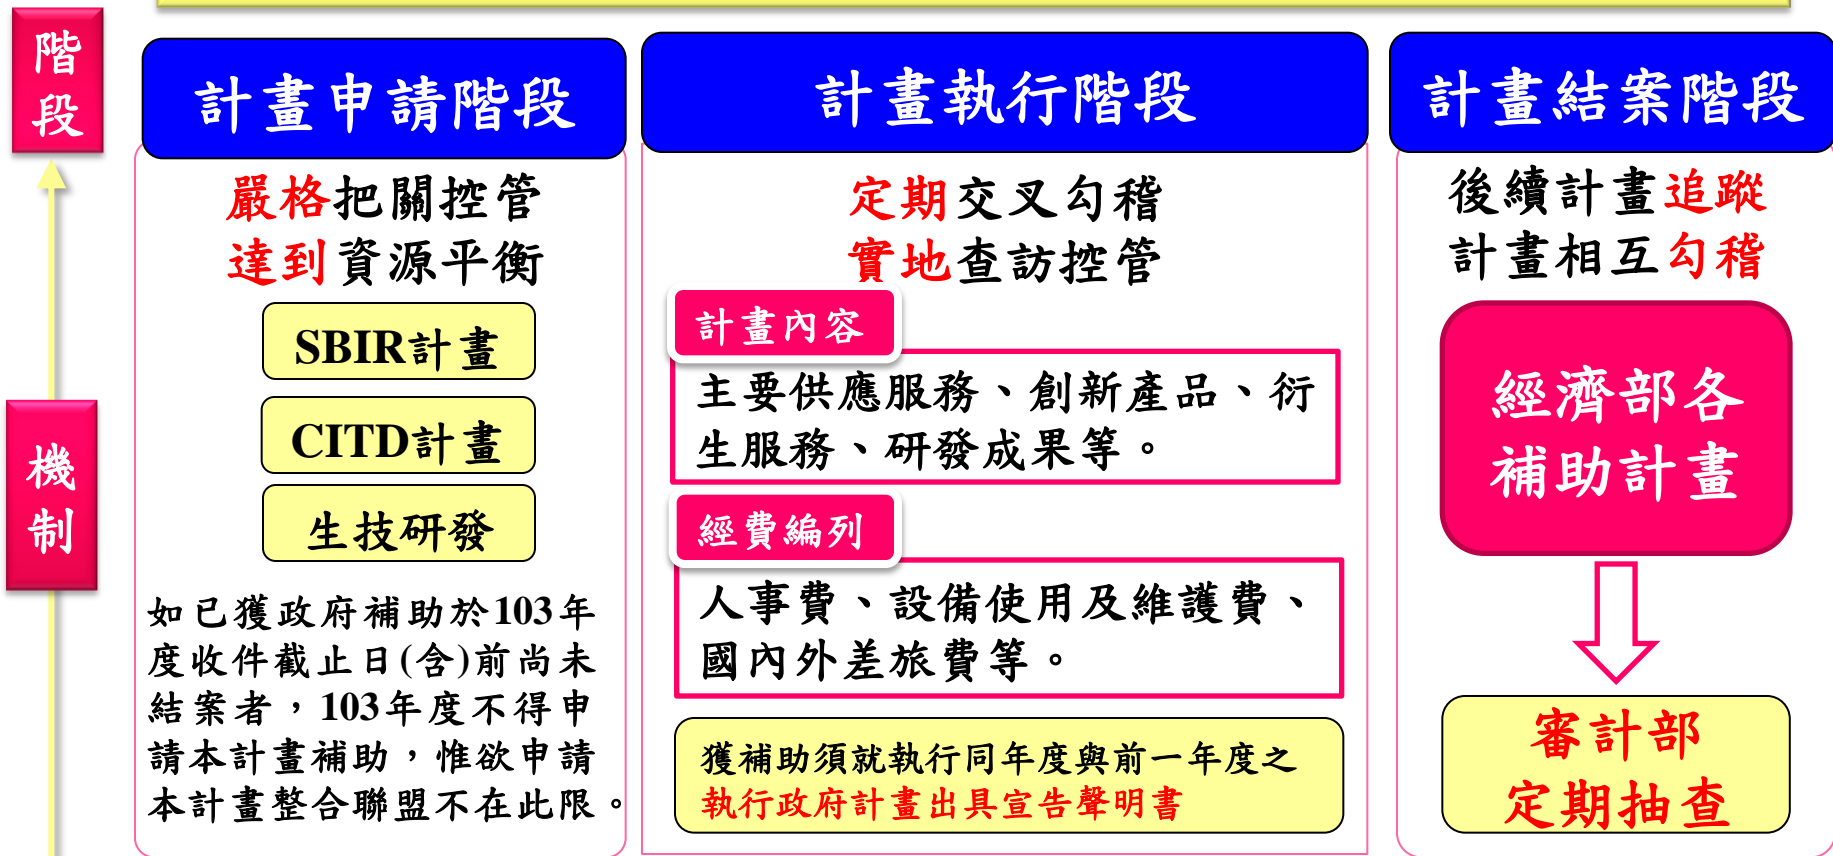 階
段
計畫申請階段
計畫執行階段
計畫結案階段
機
制
嚴格把關控管
達到資源平衡
SBIR計畫
CITD計畫
生技研發
如已獲政府補助於103年
度收件截止日(含)前尚未
結案者，103年度不得申
請本計畫補助，惟欲申請
本計畫整合聯盟不在此限。
定期交叉勾稽
實地查訪控管
計畫內容
主要供應服務、創新產品、衍
生服務、研發成果等。
經費編列
人事費、設備使用及維護費、
國內外差旅費等。
獲補助須就執行同年度與前一年度之
執行政府計畫出具宣告聲明書
後續計畫追蹤
計畫相互勾稽
經濟部各
補助計畫
審計部
定期抽查